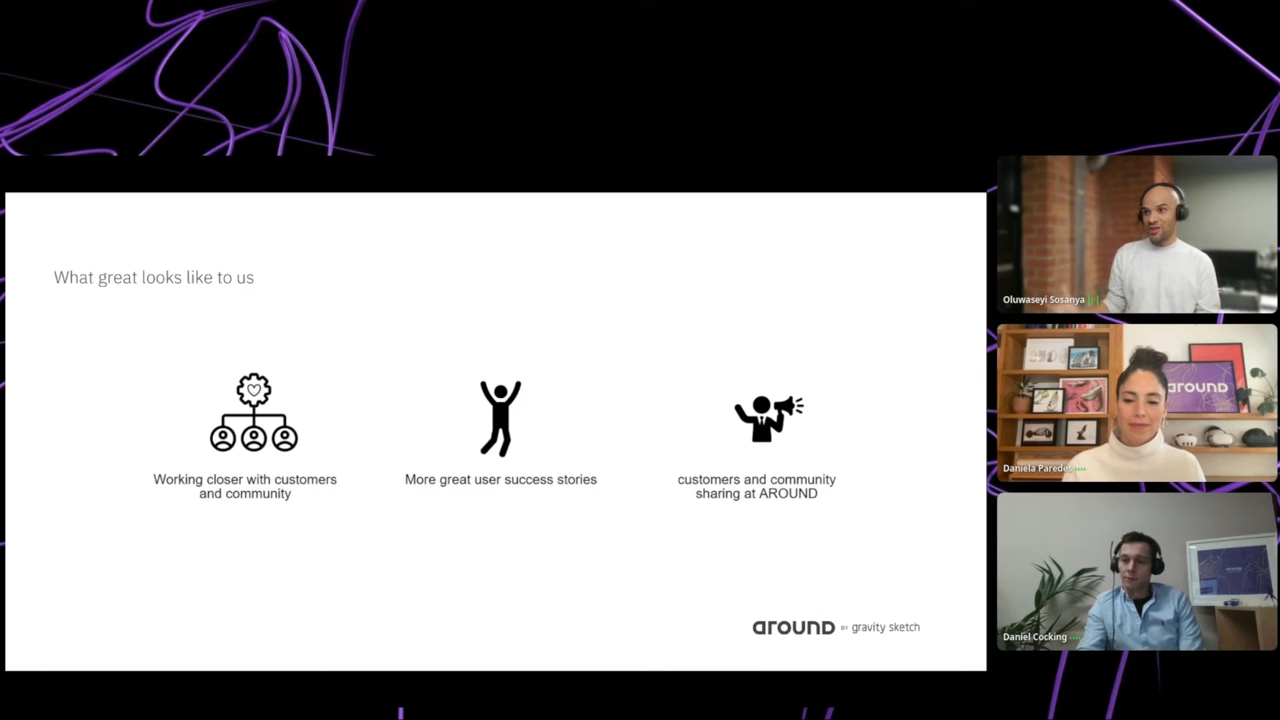 What great looks like to us
Working closer with customers
and community
More great user success stories
customers and community
sharing at AROUND
around BY gravity sketch
Oluwaseyi Sosanya
around
Daniela Paredes
Daniel Cocking